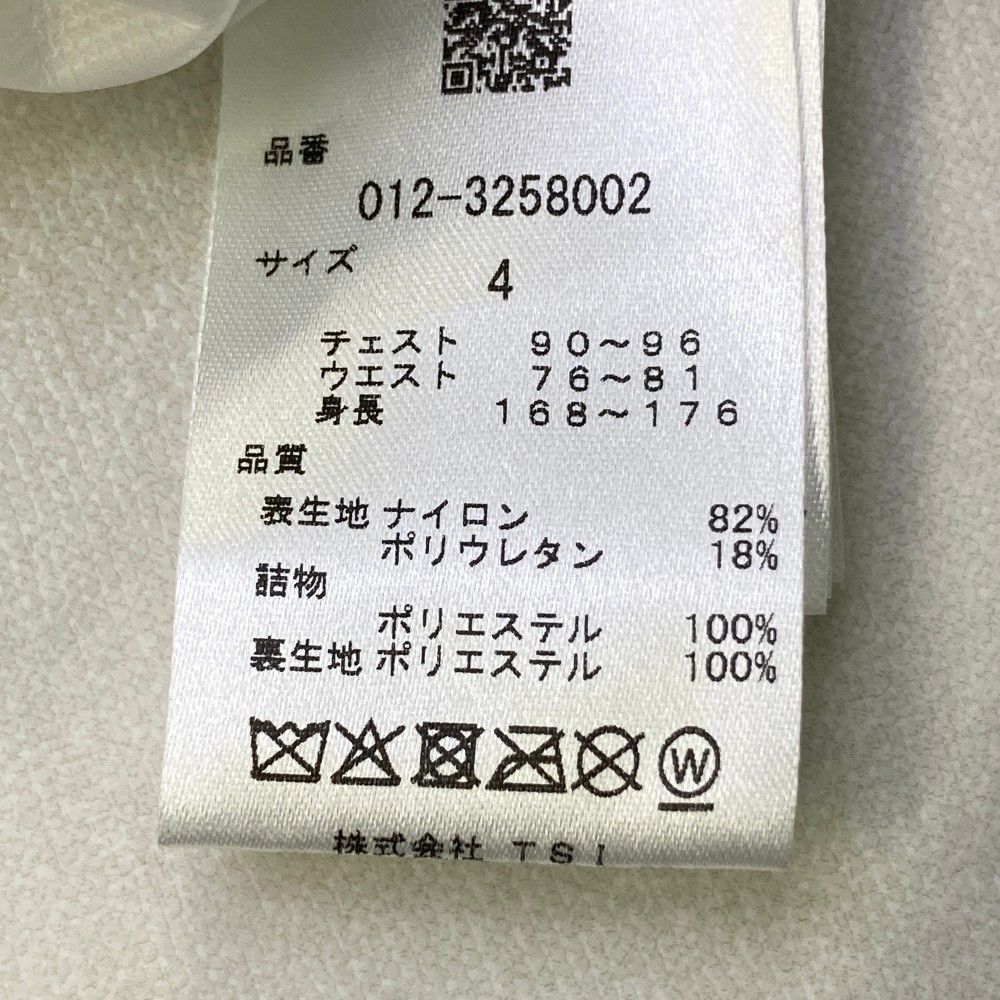 品番
012-3258002
サイズ
4
チェスト 90～96
ウエスト 76～81
身長 168～176
品質
表生地 ナイロン 82%
ポリウレタン 18%
詰物
ポリエステル 100%
裏生地 ポリエステル 100%
W
株式会社 TSI